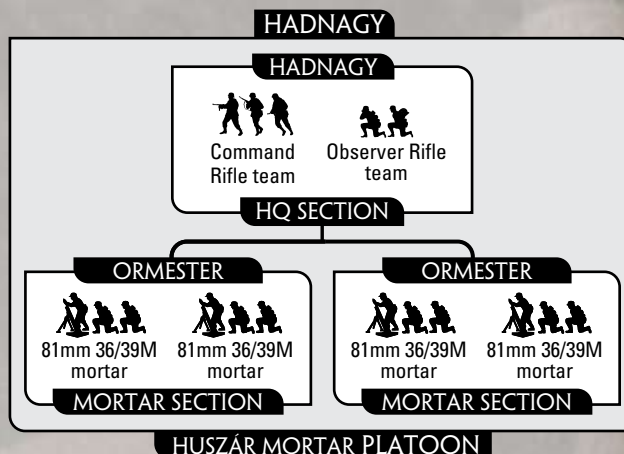 HADNAGY
HADNAGY
Command
Rifle team
Observer Rifle
team
HQ SECTION
ORMESTER
81mm 36/39M
mortar
81mm 36/39M
mortar
MORTAR SECTION
ORMESTER
81mm 36/39M
mortar
81mm 36/39M
mortar
MORTAR SECTION
HUSZÁR MORTAR PLATOON